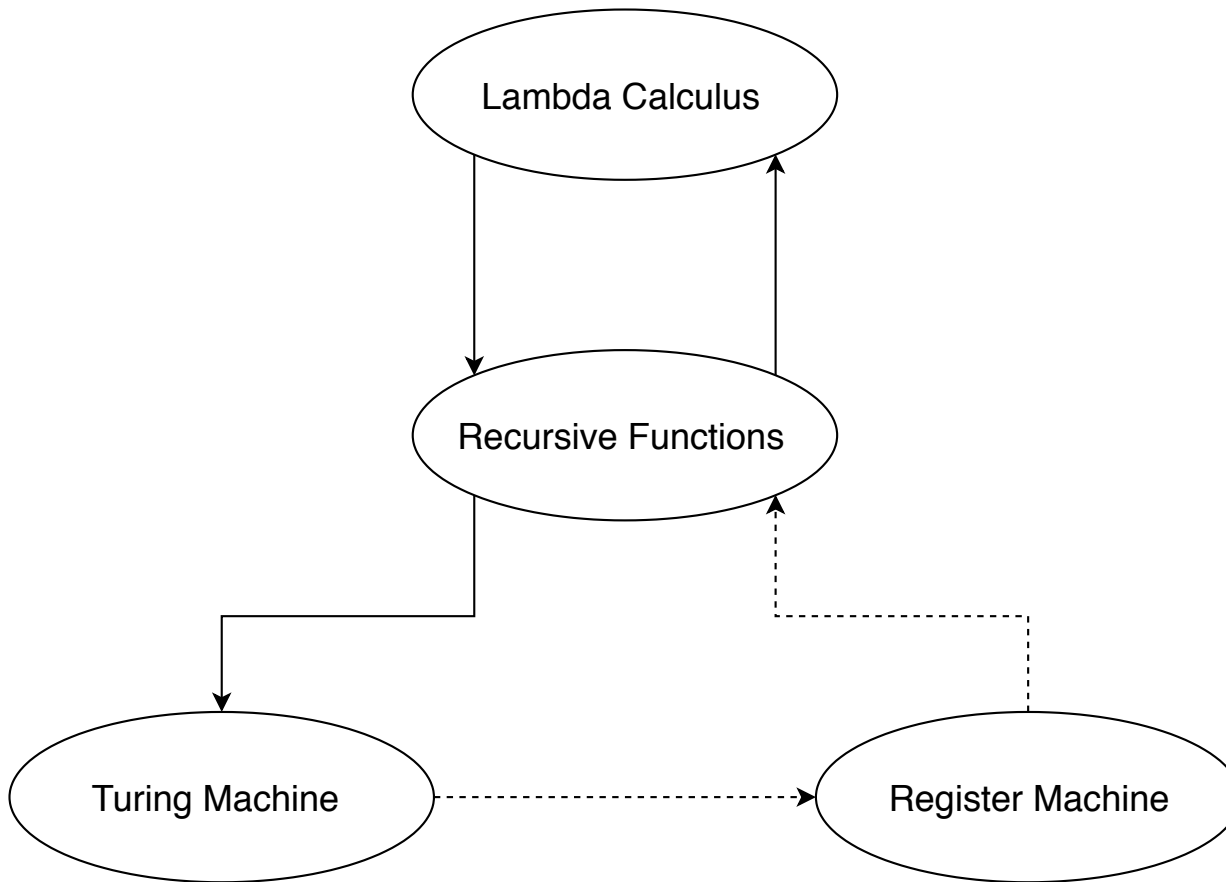 Lambda Calculus
Recursive Functions
Turing Machine
Register Machine